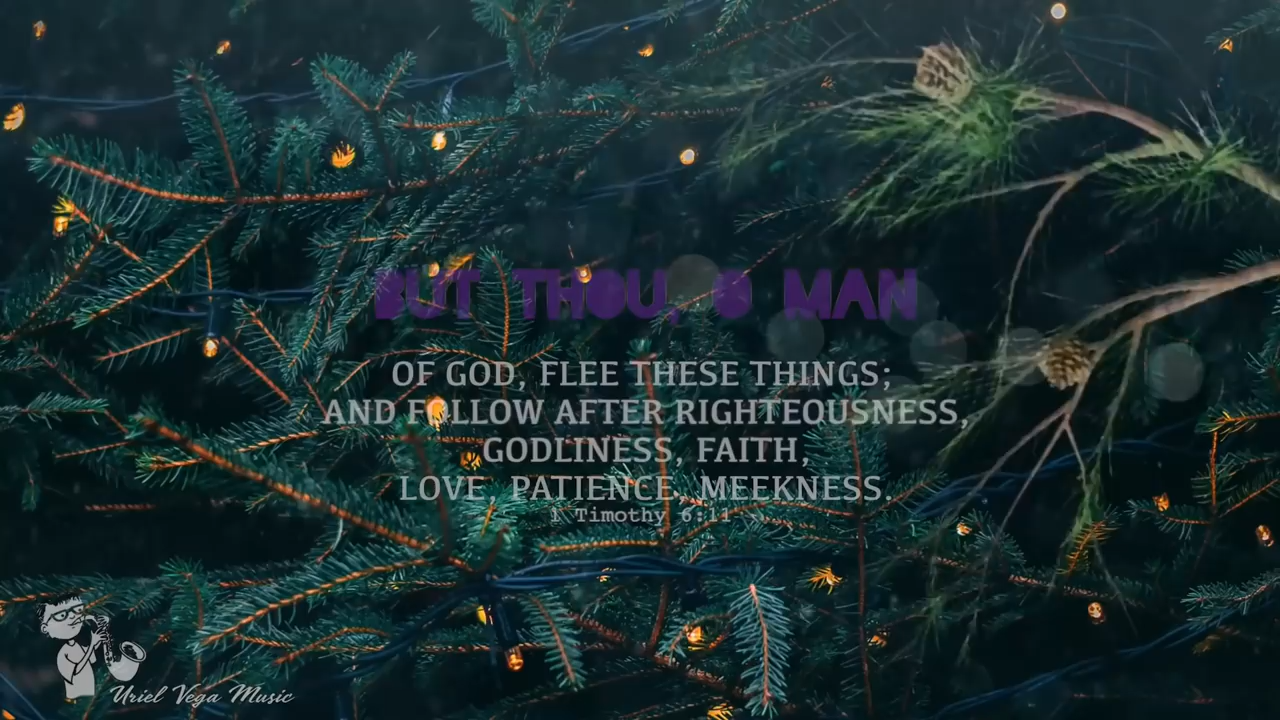 BUT THOU, O MAN
OF GOD, FLEE THESE THINGS;
AND FOLLOW AFTER RIGHTEOUSNESS,
GODLINESS, FAITH,
LOVE, PATIENCE, MEEKNESS.
1 Timothy 6:11
Uriel Vega Music